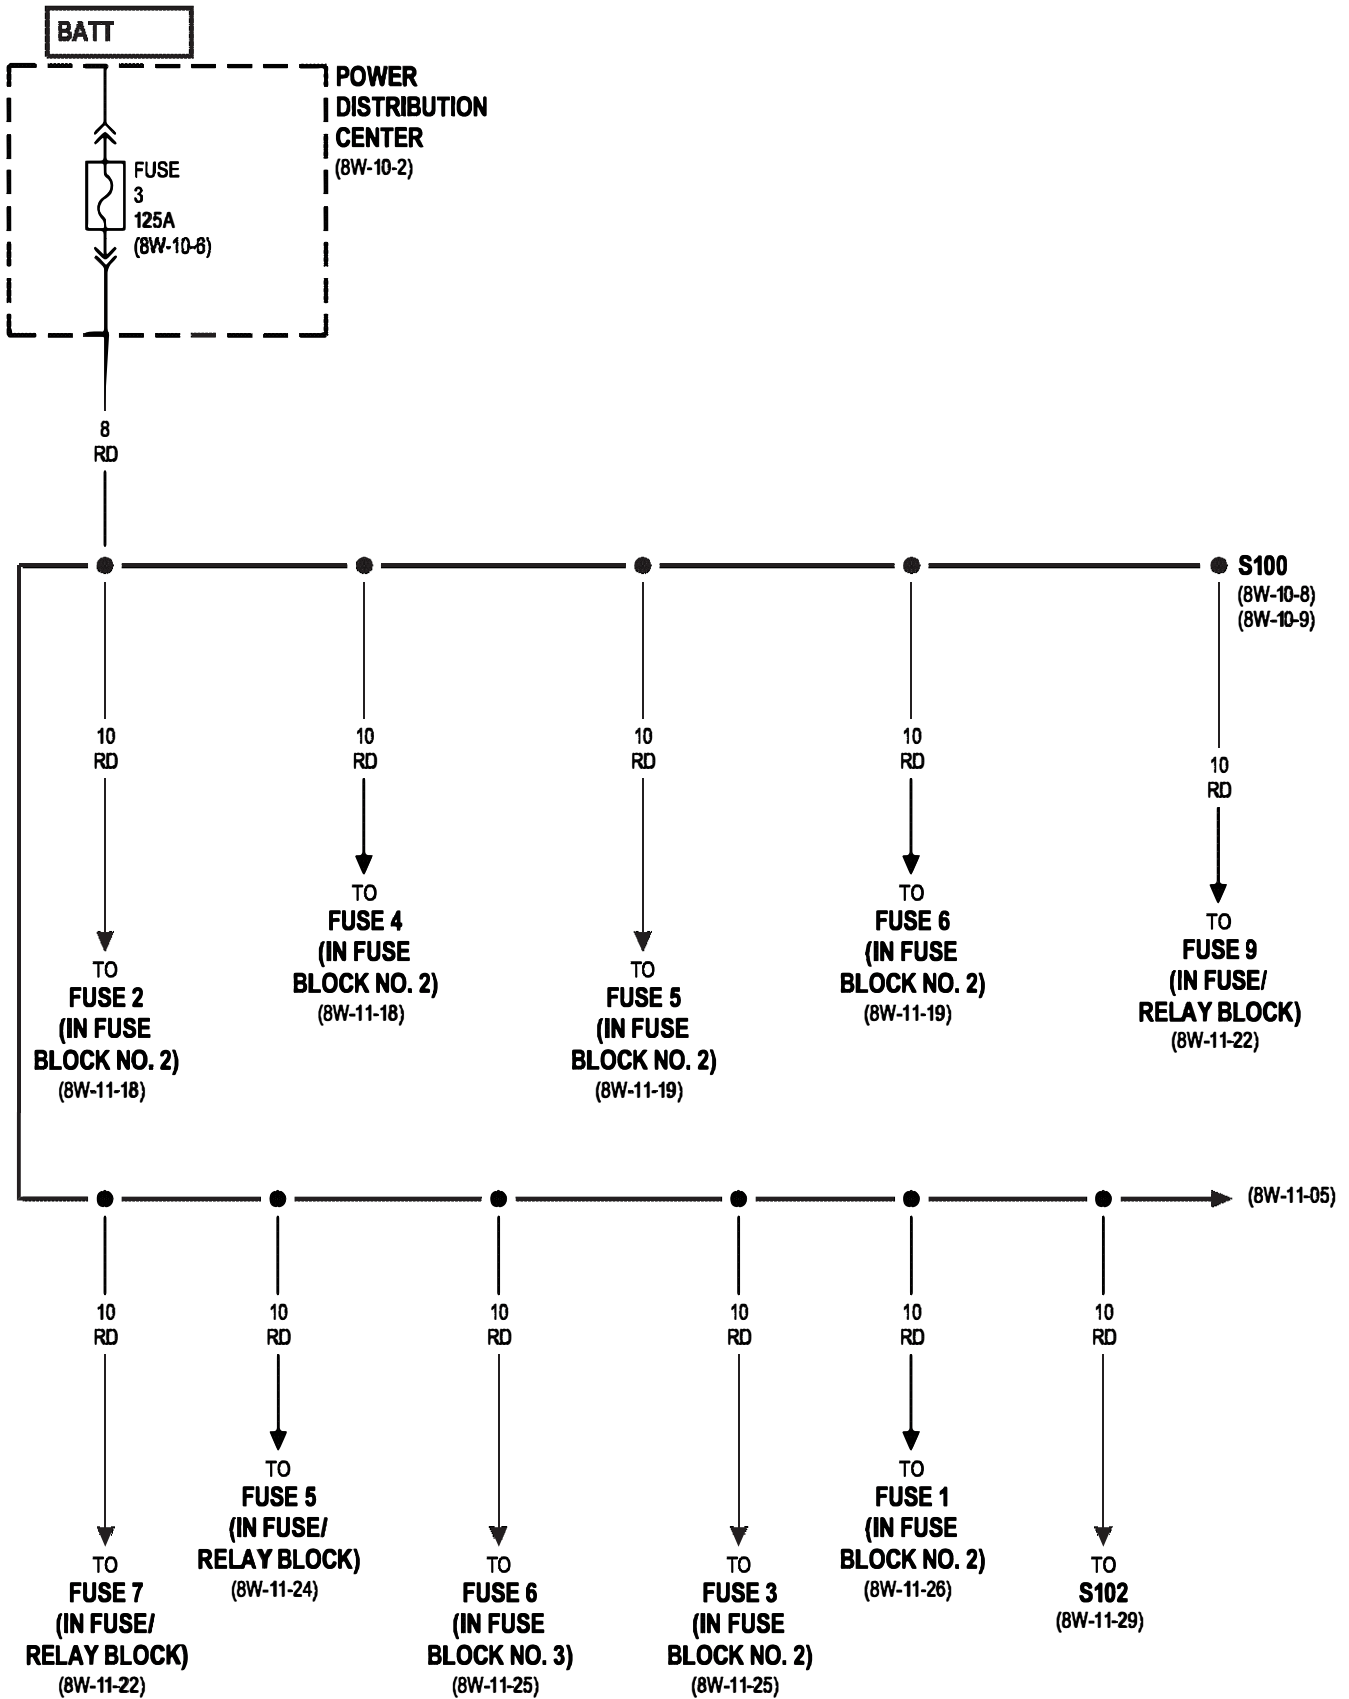 BATT
POWER
DISTRIBUTION
CENTER
(8W-10-2)
FUSE
3
125A
(8W-10-6)
8
RD
S100
(8W-10-8)
(8W-10-9)
10
RD
TO
FUSE 2
(IN FUSE
BLOCK NO. 2)
(8W-11-18)
10
RD
TO
FUSE 4
(IN FUSE
BLOCK NO. 2)
(8W-11-18)
10
RD
TO
FUSE 5
(IN FUSE
BLOCK NO. 2)
(8W-11-19)
10
RD
TO
FUSE 6
(IN FUSE
BLOCK NO. 2)
(8W-11-19)
10
RD
TO
FUSE 9
(IN FUSE/
RELAY BLOCK)
(8W-11-22)
(8W-11-05)
10
RD
TO
FUSE 7
(IN FUSE/
RELAY BLOCK)
(8W-11-22)
10
RD
TO
FUSE 5
(IN FUSE/
RELAY BLOCK)
(8W-11-24)
10
RD
TO
FUSE 6
(IN FUSE
BLOCK NO. 3)
(8W-11-25)
10
RD
TO
FUSE 3
(IN FUSE
BLOCK NO. 2)
(8W-11-25)
10
RD
TO
FUSE 1
(IN FUSE
BLOCK NO. 2)
(8W-11-26)
10
RD
TO
S102
(8W-11-29)